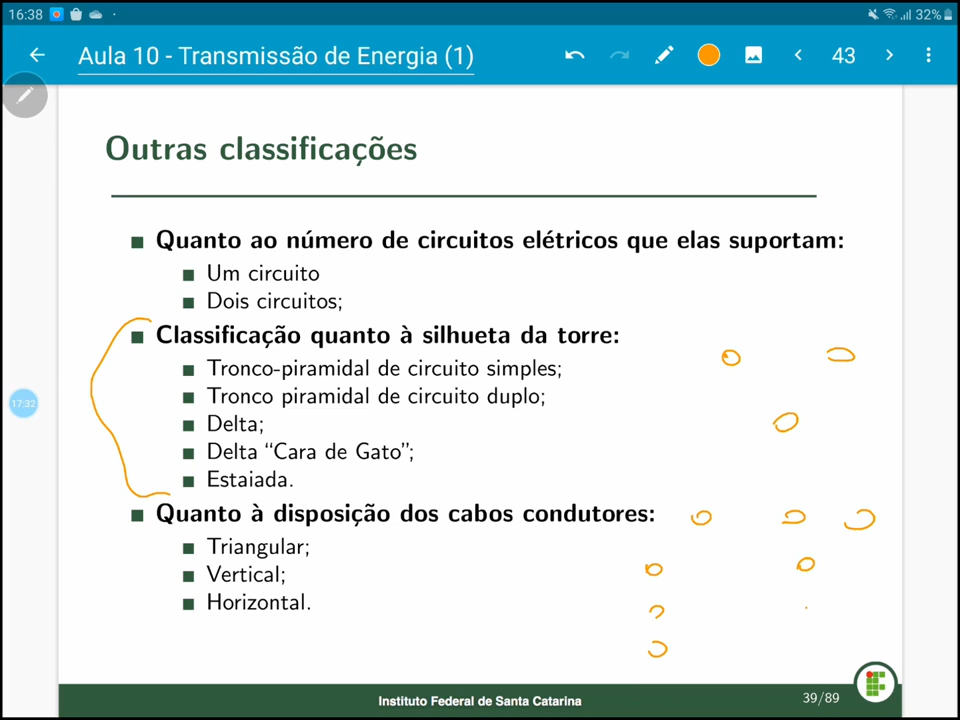 16:38
32%
Aula 10 - Transmissão de Energia (1)
43
Outras classificações
Quanto ao número de circuitos elétricos que elas suportam:
Um circuito
Dois circuitos;
Classificação quanto à silhueta da torre:
Tronco-piramidal de circuito simples;
Tronco piramidal de circuito duplo;
Delta;
17:32
Delta “Cara de Gato”;
Estaiada.
Quanto à disposição dos cabos condutores:
Triangular;
Vertical;
Horizontal.
Instituto Federal de Santa Catarina
39/89